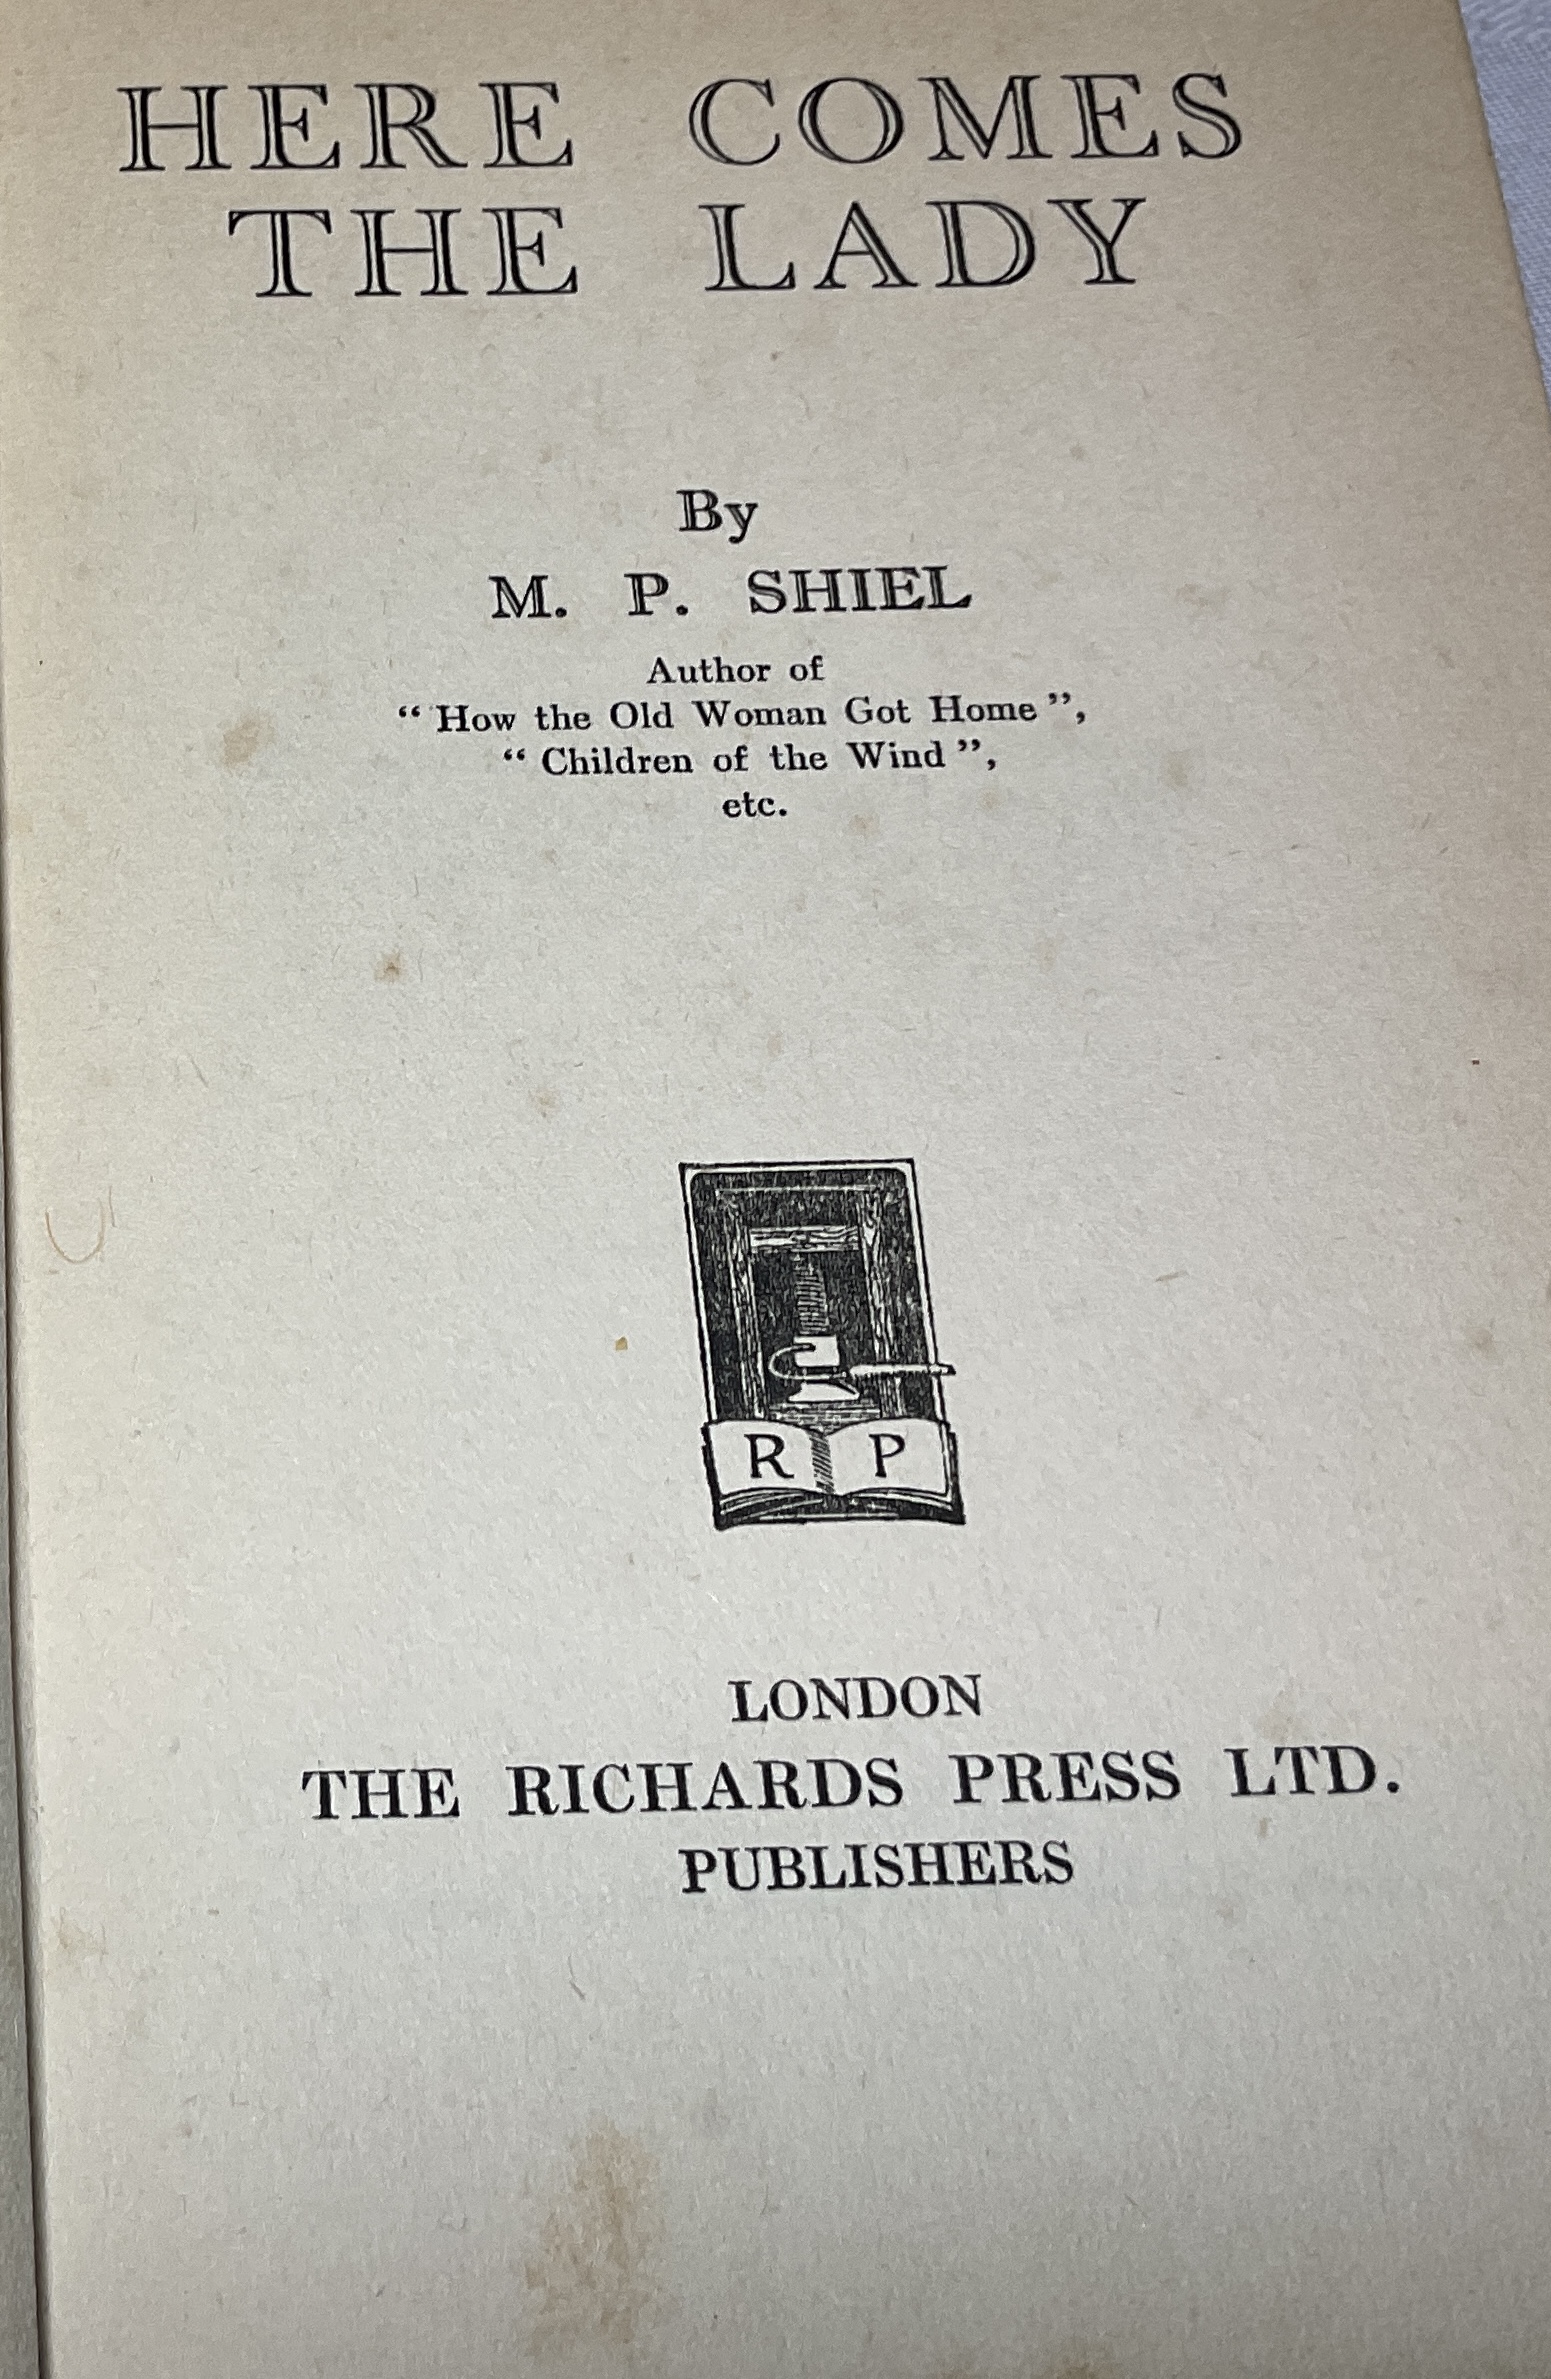 HERE COMES
THE LADY
By
M. P. SHIEL
Author of
“ How the Old Woman Got Home ”,
“ Children of the Wind ”,
etc.
R P
LONDON
THE RICHARDS PRESS LTD.
PUBLISHERS